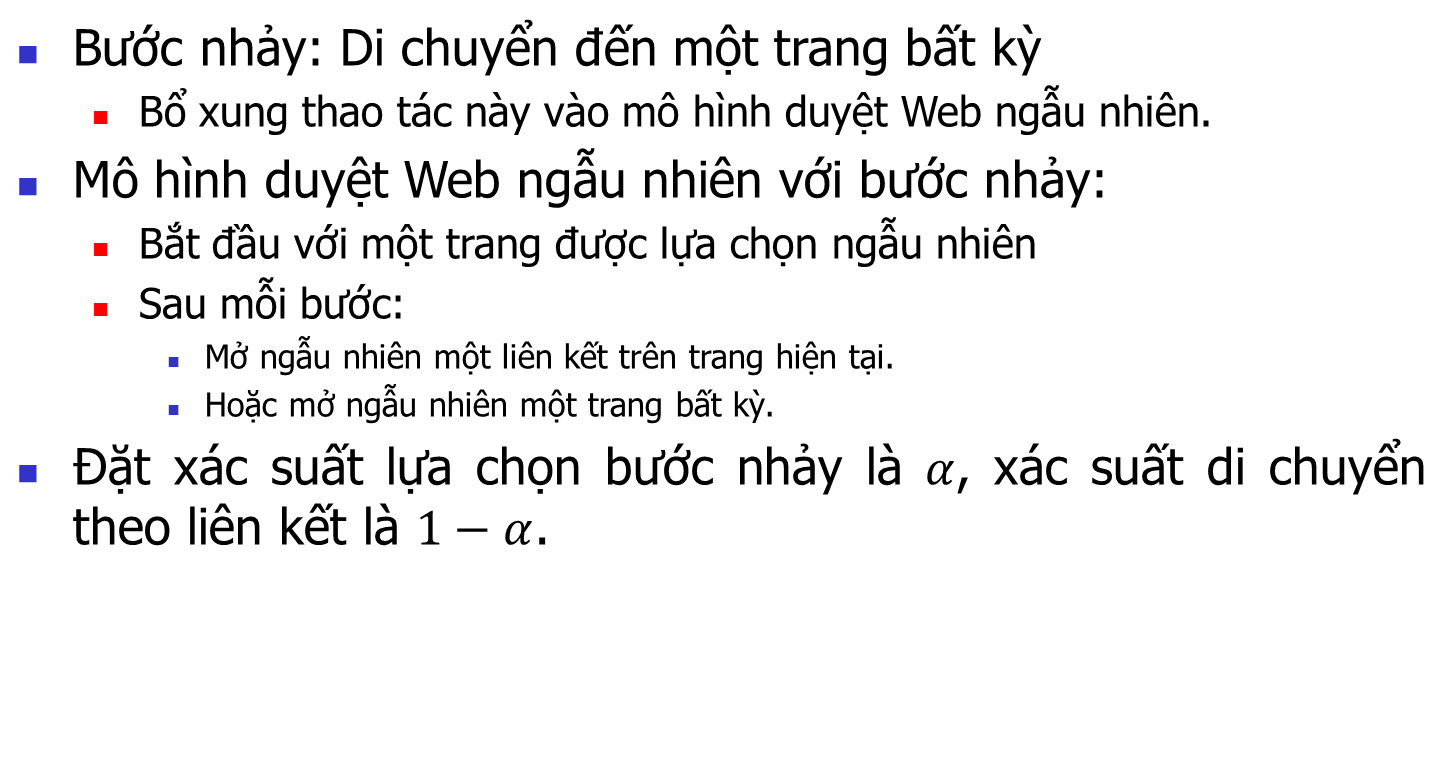 Bước nhảy: Di chuyển đến một trang bất kỳ
Bổ xung thao tác này vào mô hình duyệt Web ngẫu nhiên.
Mô hình duyệt Web ngẫu nhiên với bước nhảy:
Bắt đầu với một trang được lựa chọn ngẫu nhiên
Sau mỗi bước:
Mở ngẫu nhiên một liên kết trên trang hiện tại.
Hoặc mở ngẫu nhiên một trang bất kỳ.
Đặt xác suất lựa chọn bước nhảy là 𝛼, xác suất di chuyển
theo liên kết là 1 − 𝛼.